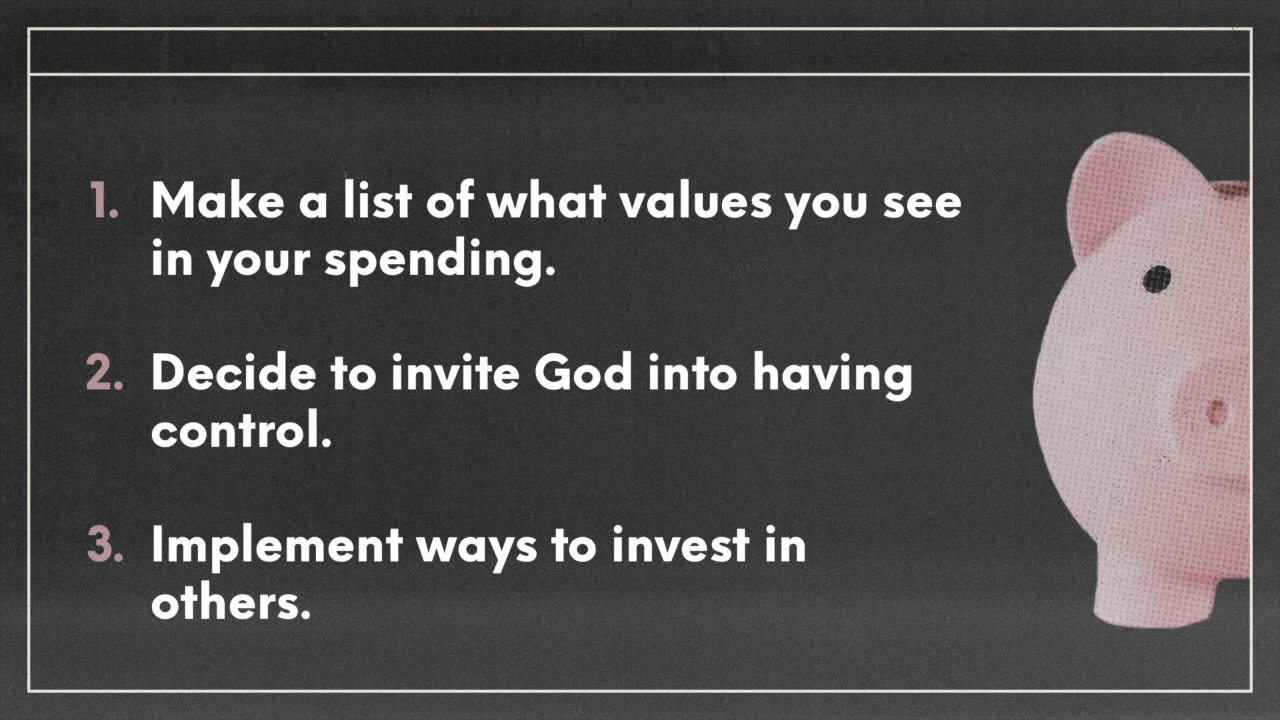 1. Make a list of what values you see
in your spending.
2. Decide to invite God into having
control.
3. Implement ways to invest in
others.